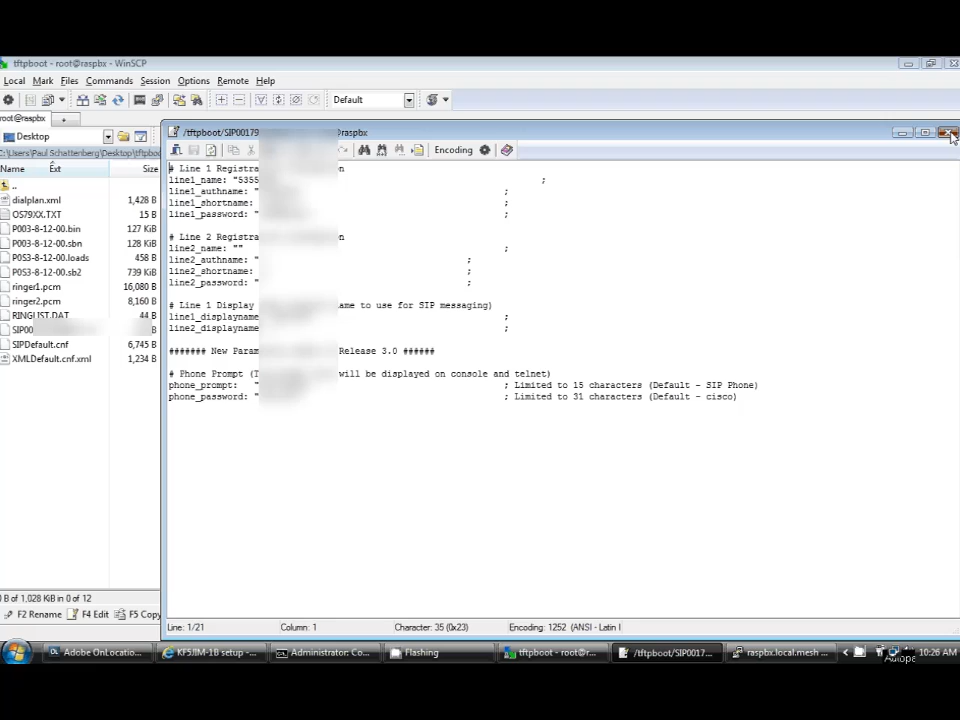 tftpboot - root@raspbx - WinSCP
Local Mark Files Commands Session Options Remote Help
Default
root@raspbx
Desktop
C:\Users\Paul Schattenberg\Desktop\tftpboo
Name Ext Size
..
dialplan.xml 1,428 B
OS79XX.TXT 15 B
P003-8-12-00.bin 127 KiB
P003-8-12-00.sbn 128 KiB
P0S3-8-12-00.loads 458 B
P0S3-8-12-00.sb2 739 KiB
ringer1.pcm 16,080 B
ringer2.pcm 8,160 B
RINGLIST.DAT 44 B
SIP00 B
SIPDefault.cnf 6,745 B
XMLDefault.cnf.xml 1,234 B
0 B of 1,028 KiB in 0 of 12
F2 Rename F4 Edit F5 Copy
/tftpboot/SIP00179 @raspbx
Encoding
# Line 1 Registra on
line1_name: "5355 ;
line1_authname: " ;
line1_shortname: ;
line1_password: " ;
# Line 2 Registra on
line2_name: "" ;
line2_authname: " ;
line2_shortname: ;
line2_password: " ;
# Line 1 Display ame to use for SIP messaging)
line1_displayname ;
line2_displayname ;
####### New Param Release 3.0 ######
# Phone Prompt (T will be displayed on console and telnet)
phone_prompt: " ; Limited to 15 characters (Default - SIP Phone)
phone_password: " ; Limited to 31 characters (Default - cisco)
Line: 1/21 Column: 1 Character: 35 (0x23) Encoding: 1252 (ANSI - Latin I
Adobe OnLocatio... KF5JIM-1B setup -... Administrator: Co... Flashing tftpboot - root@r... /tftpboot/SIP0017... raspbx.local.mesh ... 10:26 AM